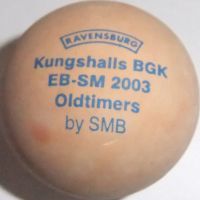 RAVENSBURG
Kungshalls BGK
EB-SM 2003
Oldtimers
by SMB